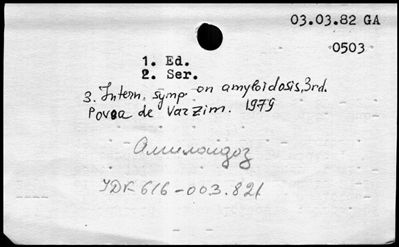 03.03.82 GA
0503
1. Ed.
2. Ser.
3. Intern. symp. on amyloidosis, 3rd.
Povoa de Varzim. 1979
Амилоидоз
УДК 616-003.821